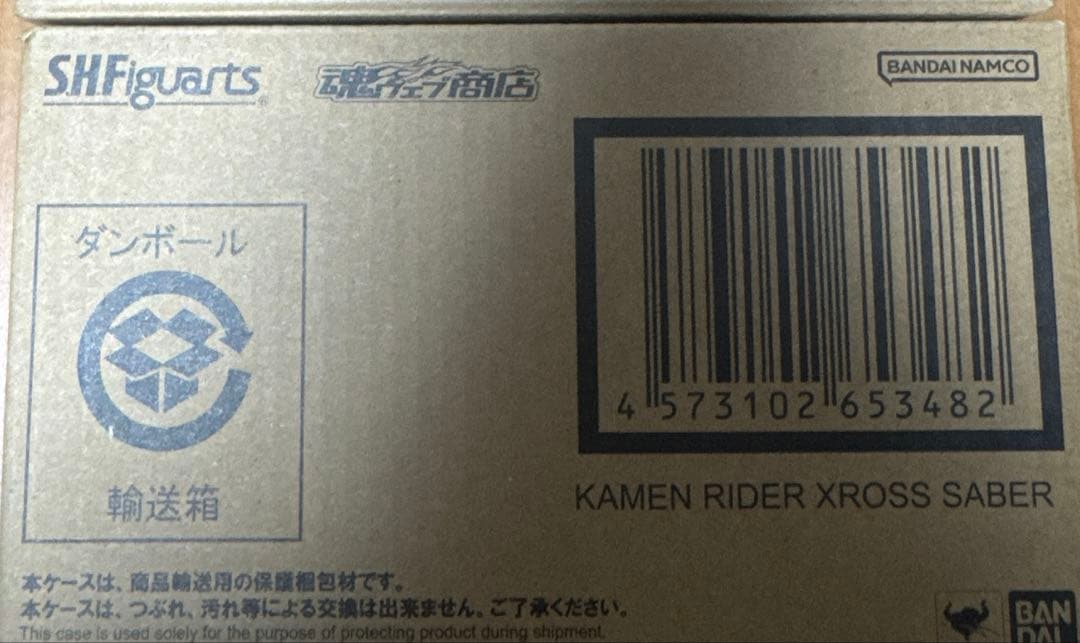 S.H.Figuarts
魂ウェブ商店
BANDAI NAMCO
ダンボール
輸送箱
4 573102 653482
KAMEN RIDER XROSS SABER
本ケースは、商品輸送用の保護梱包材です。
本ケースは、つぶれ、汚れ等による交換は出来ません。ご了承ください。
This case is used solely for the purpose of protecting product during shipment.
BAN
DAI